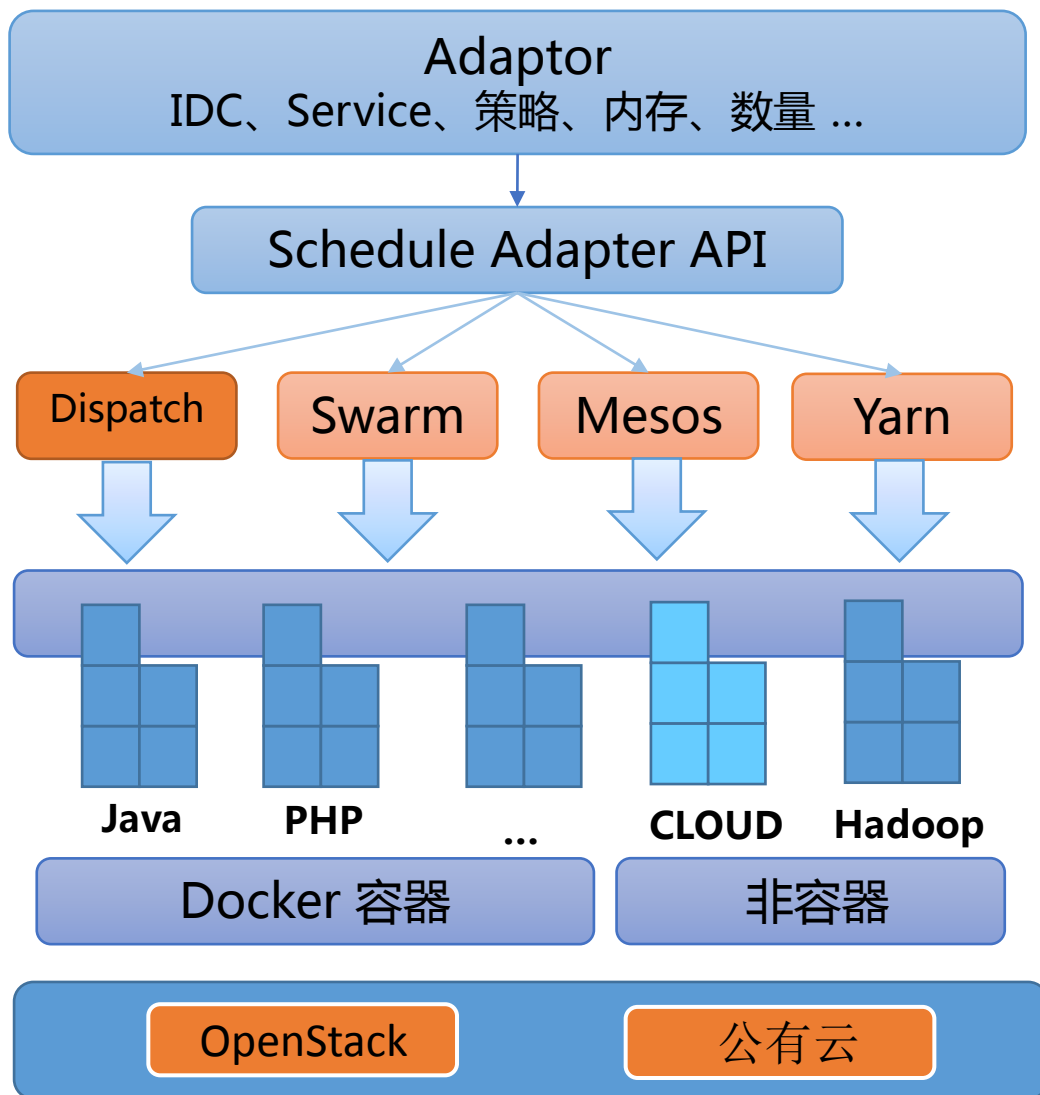 Adaptor
IDC、Service、策略、内存、数量 ...
Schedule Adapter API
Dispatch
Swarm
Mesos
Yarn
Java
PHP
...
CLOUD
Hadoop
Docker 容器
非容器
OpenStack
公有云